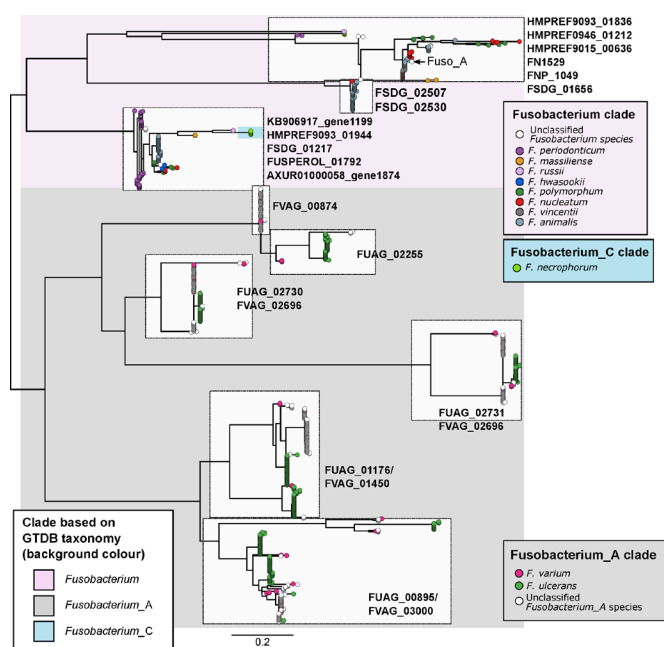 HMPREF9093_01836
HMPREF0946_01212
HMPREF9015_00636
FN1529
FNP_1049
FSDG_01656
Fuso_A
FSDG_02507
FSDG_02530
KB906917_gene1199
HMPREF9093_01944
FSDG_01217
FUSPEROL_01792
AXUR01000058_gene1874
Fusobacterium clade
Unclassified
Fusobacterium species
F. periodonticum
F. massiliense
F. russii
F. hwasookii
F. polymorphum
F. nucleatum
F. vincentii
F. animalis
Fusobacterium_C clade
F. necrophorum
FVAG_00874
FUAG_02255
FUAG_02730
FVAG_02696
FUAG_02731
FVAG_02696
FUAG_01176/
FVAG_01450
FUAG_00895/
FVAG_03000
Clade based on
GTDB taxonomy
(background colour)
Fusobacterium
Fusobacterium_A
Fusobacterium_C
0.2
Fusobacterium_A clade
F. varium
F. ulcerans
Unclassified
Fusobacterium_A species